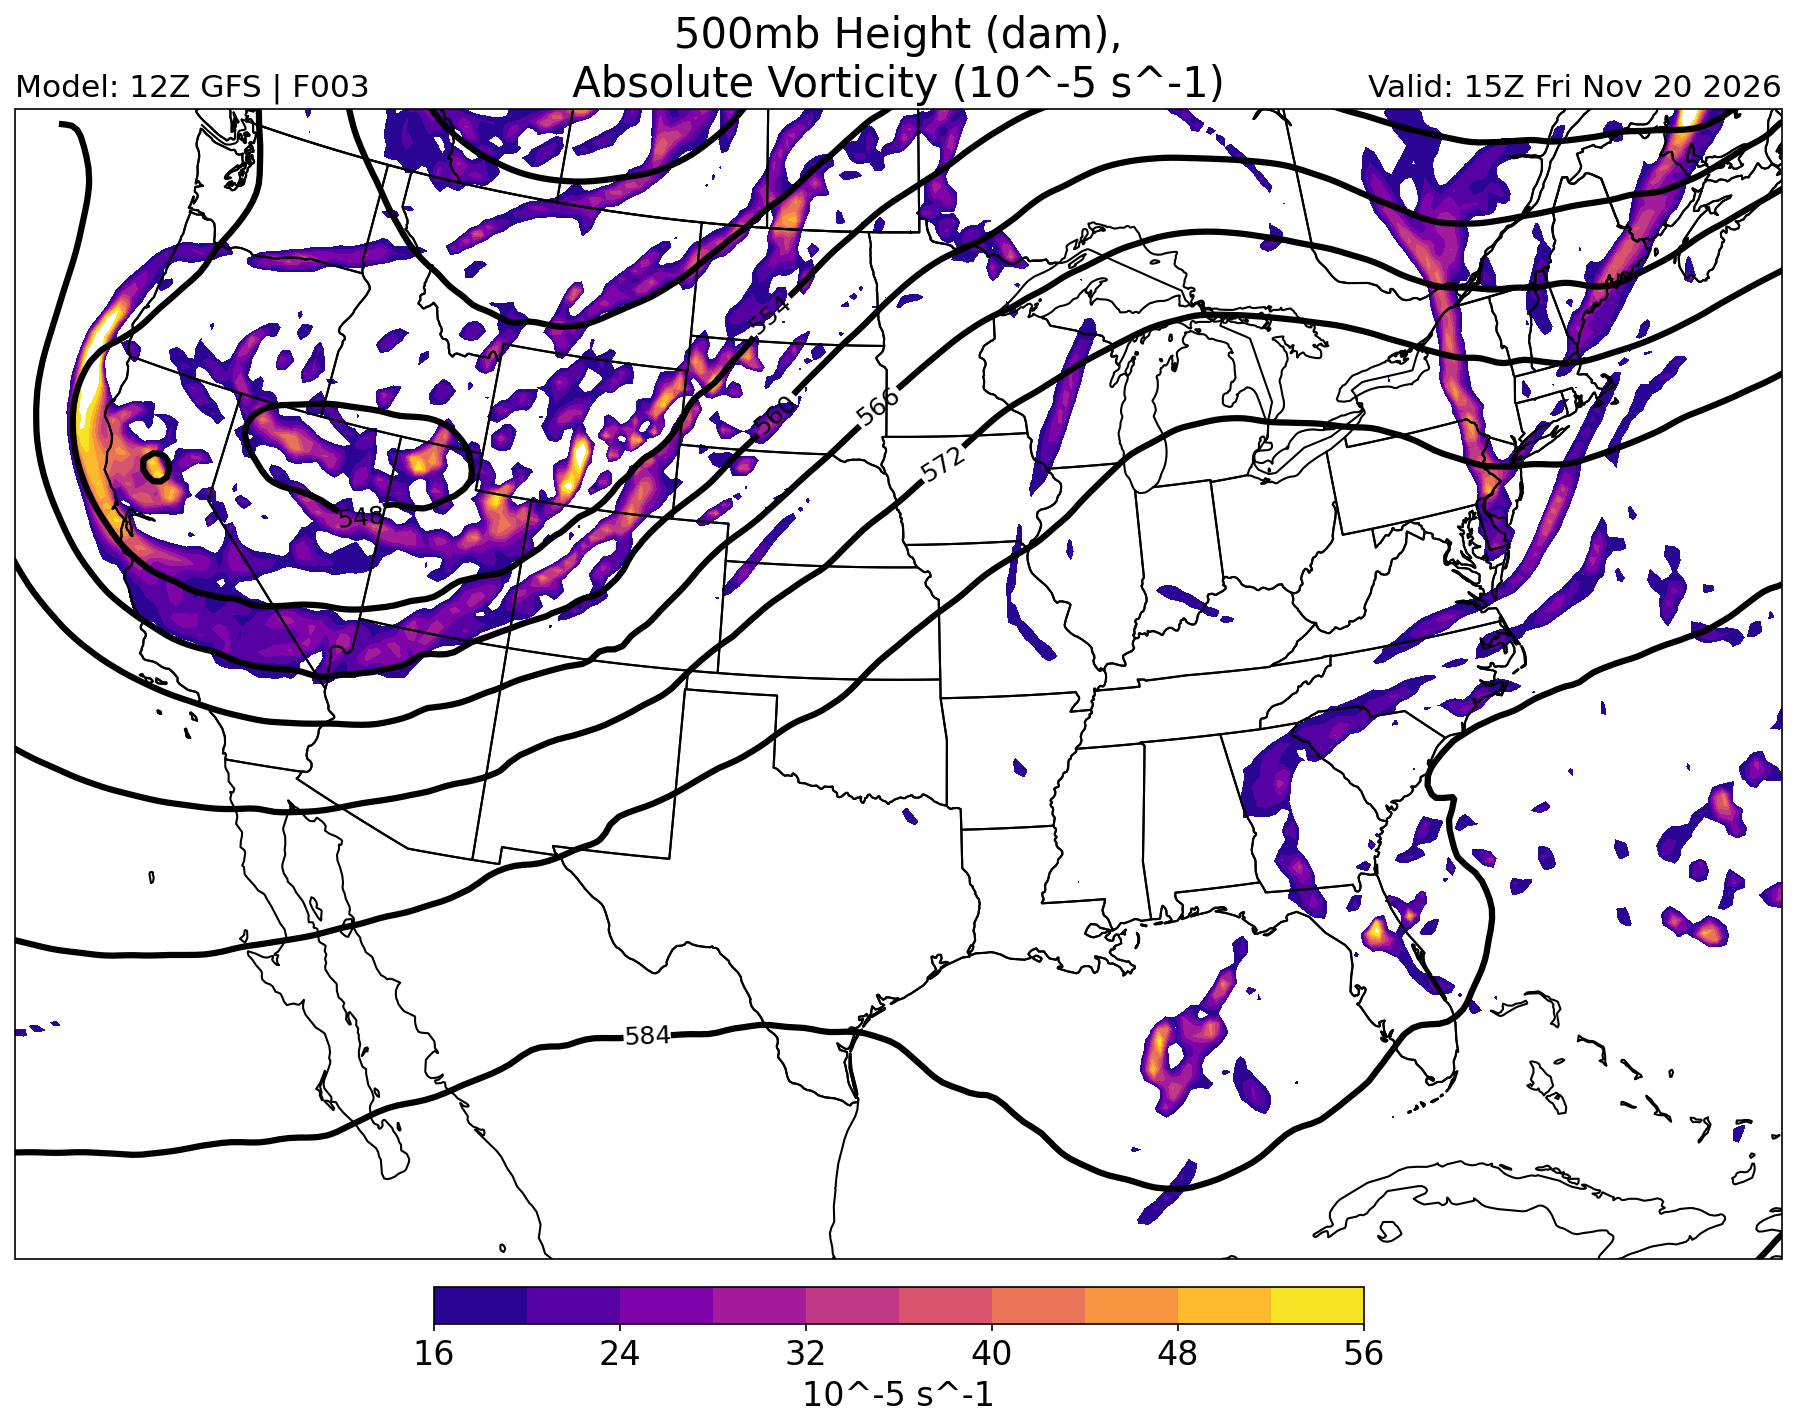 500mb Height (dam),
Absolute Vorticity (10^-5 s^-1)
Model: 12Z GFS | F003
Valid: 15Z Fri Nov 20 2026
554
560
566
572
548
584
16 24 32 40 48 56
10^-5 s^-1